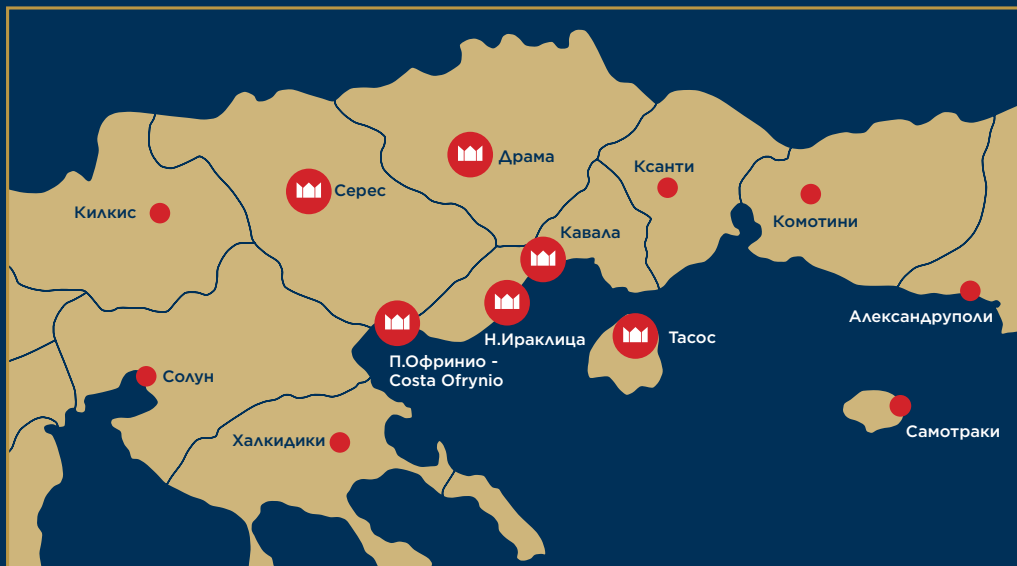 Драма
Ксанти
Серес
Килкис
Комотини
Кавала
Александруполи
Н.Ираклица
Тасос
П.Офринио -
Costa Ofrynio
Солун
Самотраки
Халкидики